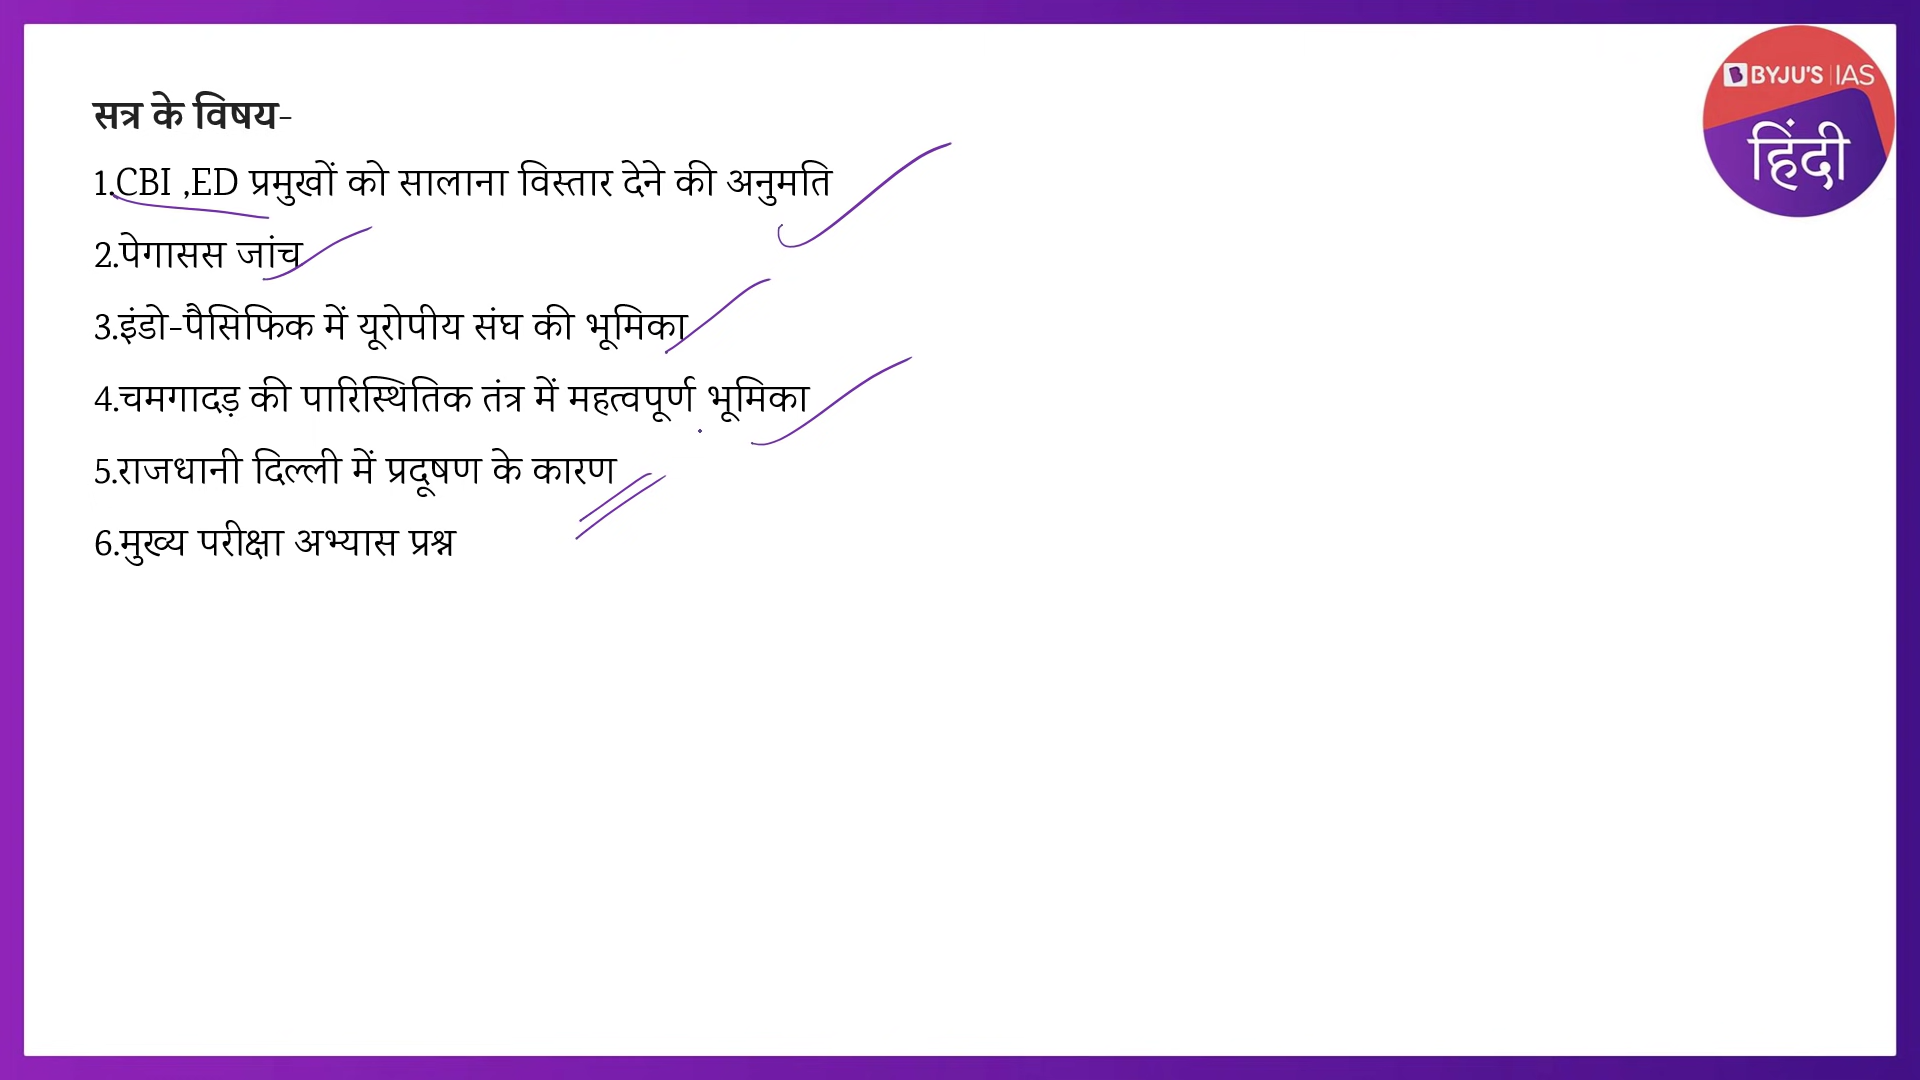 BYJU'S IAS
हिंदी
सत्र के विषय-
1.CBI ,ED प्रमुखों को सालाना विस्तार देने की अनुमति
2.पेगासस जांच
3.इंडो-पैसिफिक में यूरोपीय संघ की भूमिका
4.चमगादड़ की पारिस्थितिक तंत्र में महत्वपूर्ण भूमिका
5.राजधानी दिल्ली में प्रदूषण के कारण
6.मुख्य परीक्षा अभ्यास प्रश्न